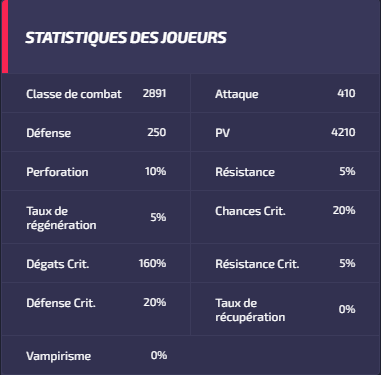 STATISTIQUES DES JOUEURS
Classe de combat 2891
Attaque 410
Défense 250
PV 4210
Perforation 10%
Résistance 5%
Taux de
régénération 5%
Chances Crit. 20%
Dégats Crit. 160%
Résistance Crit. 5%
Défense Crit. 20%
Taux de
récupération 0%
Vampirisme 0%